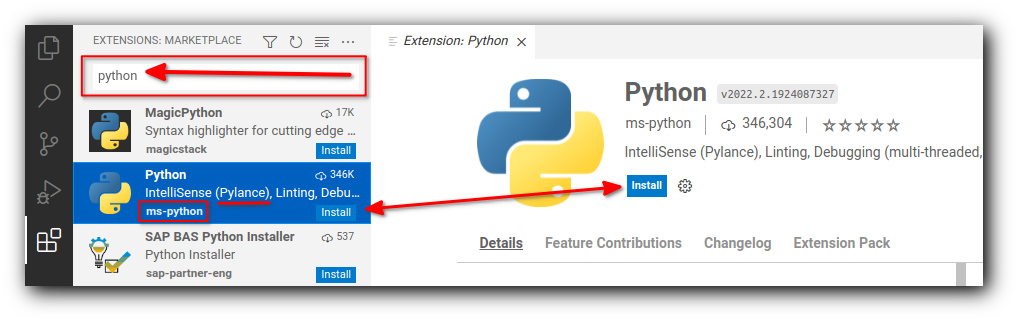 EXTENSIONS: MARKETPLACE
python
MagicPython
17K
Syntax highlighter for cutting edge ...
magicstack
Install
Python
346K
IntelliSense (Pylance), Linting, Debu...
ms-python
Install
SAP BAS Python Installer
537
Python Installer
sap-partner-eng
Install
Extension: Python
Python
v2022.2.1924087327
ms-python
346,304
IntelliSense (Pylance), Linting, Debugging (multi-threaded,
Install
Details
Feature Contributions
Changelog
Extension Pack